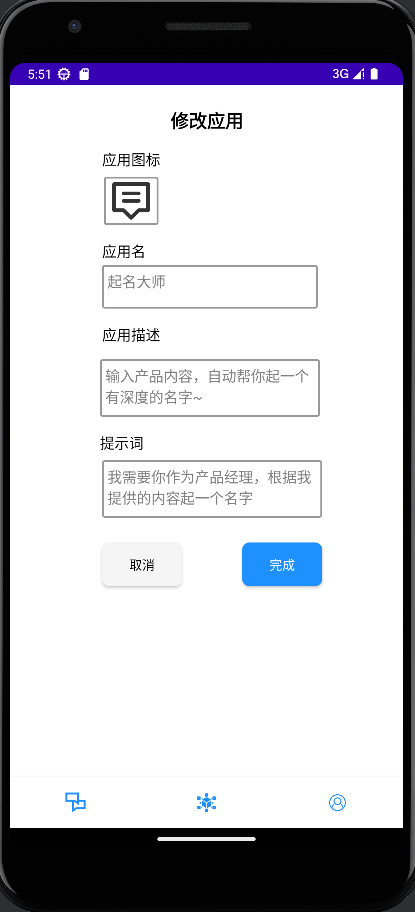 5:51
3G
修改应用
应用图标
应用名
起名大师
应用描述
输入产品内容，自动帮你起一个
有深度的名字~
提示词
我需要你作为产品经理，根据我
提供的内容起一个名字
取消
完成